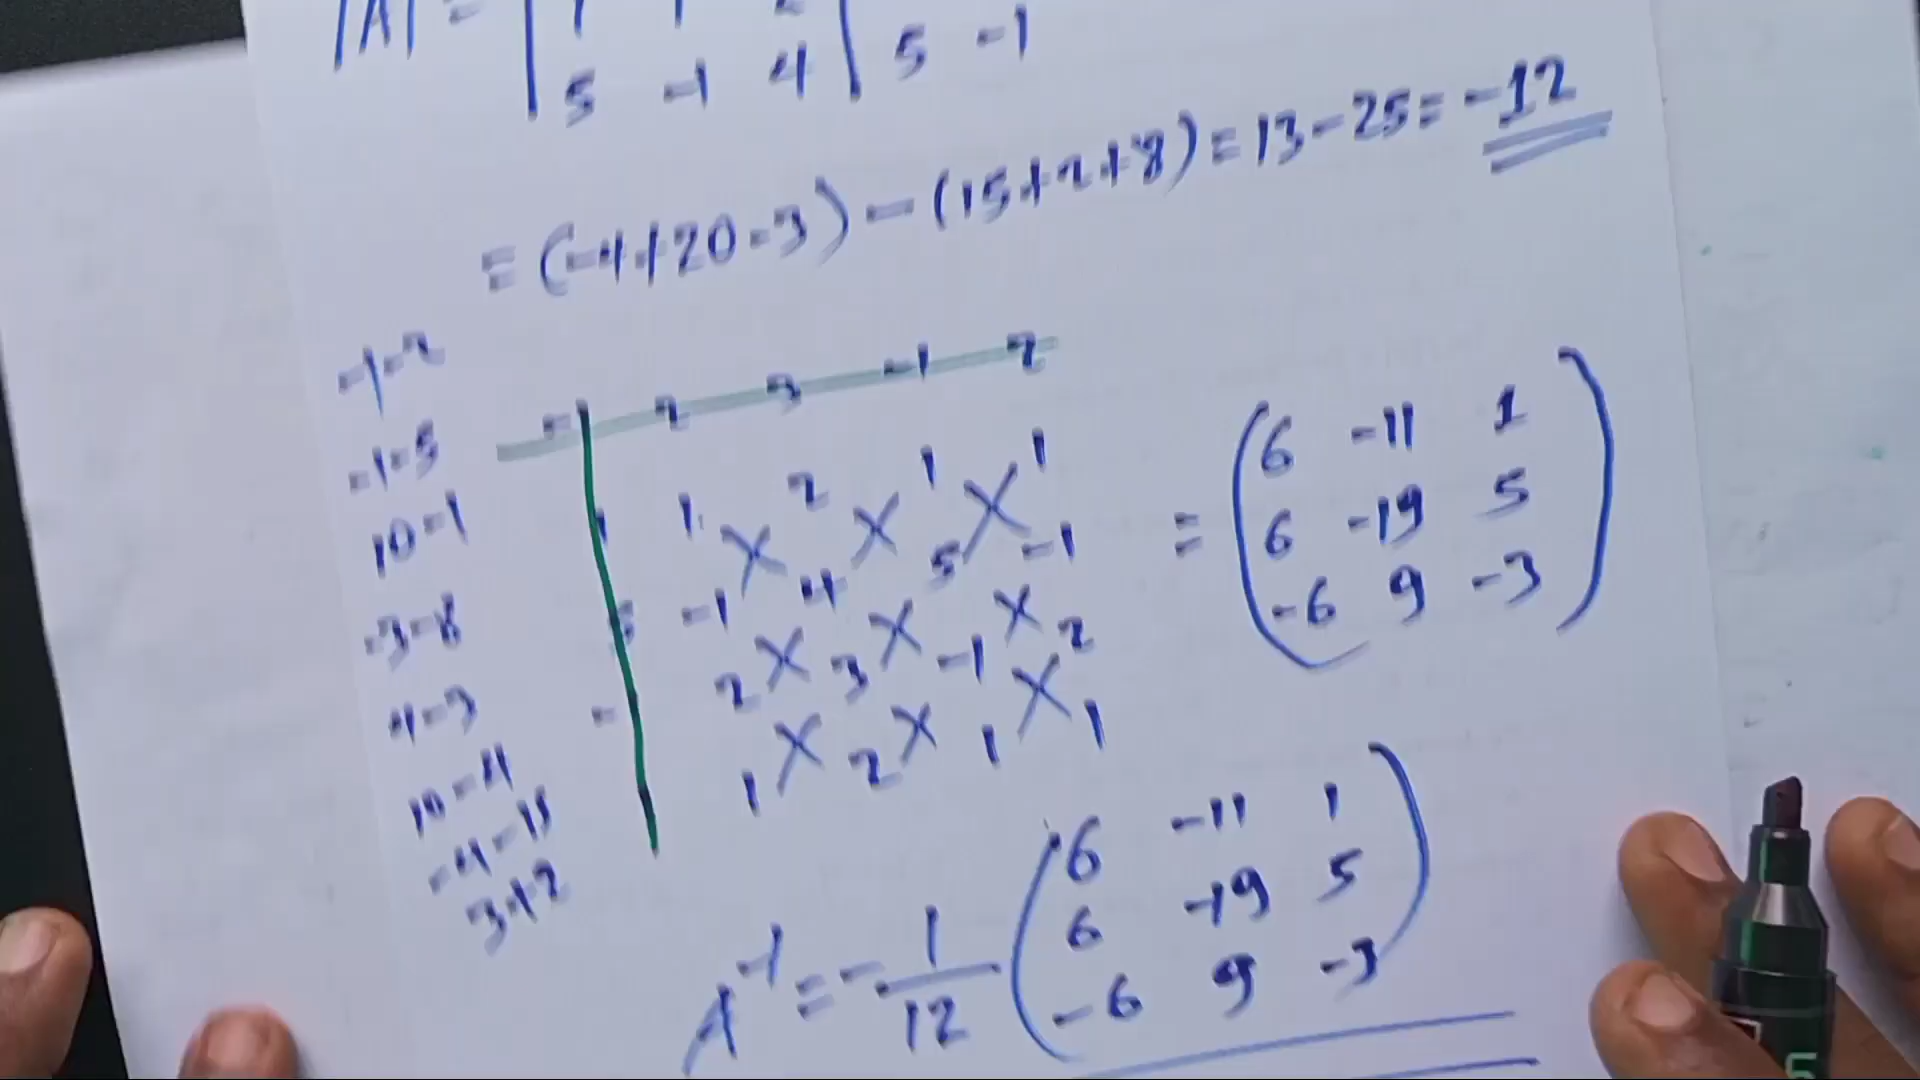 |A| = | 1 1 2 |
5 -1 4 | 5 -1
= (-4+20-3) - (15+2+8) = 13-25 = -12
-1-2
-1-5
10-1
-3-8
4-3
10-4
-4-15
3+2
2 3 -1 2
1 1 2 1 1
5 -1 4 5 -1
2 3 -1 2
1 2 1 1
= ( 6 -11 1
6 -19 5
-6 9 -3 )
A⁻¹ = - 1/12 ( 6 -11 1
6 -19 5
-6 9 -3 )